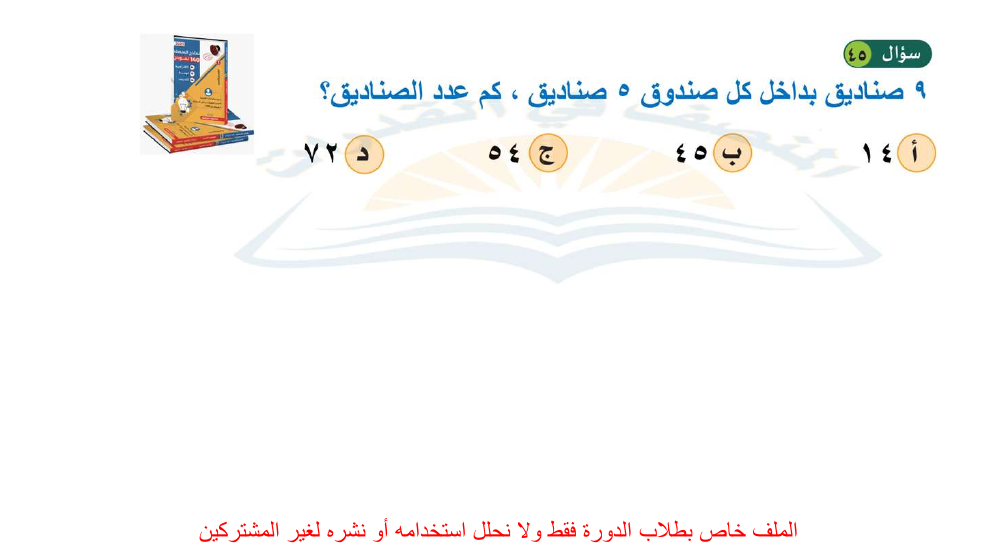 سؤال ٤٥
٩ صناديق بداخل كل صندوق ٥ صناديق ، كم عدد الصناديق؟
أ ١٤ ب ٤٥ ج ٥٤ د ٧٢
الملف خاص بطلاب الدورة فقط ولا نحلل استخدامه أو نشره لغير المشتركين